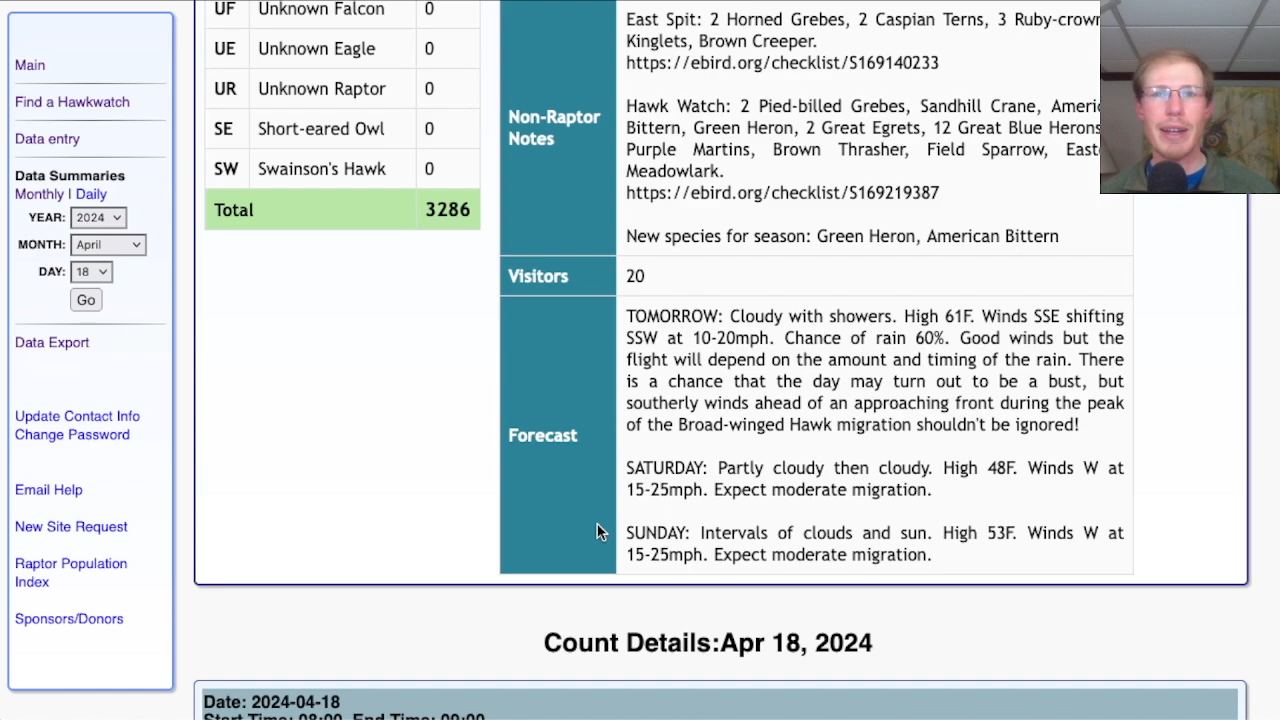 Main
Find a Hawkwatch
Data entry
Data Summaries
Monthly | Daily
YEAR: 2024
MONTH: April
DAY: 18
Go
Data Export
Update Contact Info
Change Password
Email Help
New Site Request
Raptor Population
Index
Sponsors/Donors
UF Unknown Falcon 0
UE Unknown Eagle 0
UR Unknown Raptor 0
SE Short-eared Owl 0
SW Swainson's Hawk 0
Total 3286
Non-Raptor
Notes
East Spit: 2 Horned Grebes, 2 Caspian Terns, 3
Kinglets, Brown Creeper.
https://ebird.org/checklist/S169140233
Hawk Watch: 2 Pied-billed Grebes, Sandhill Crane,
Bittern, Green Heron, 2 Great Egrets, 12 Great Blue Herons
Purple Martins, Brown Thrasher, Field Sparrow,
Meadowlark.
https://ebird.org/checklist/S169219387
New species for season: Green Heron, American Bittern
Visitors 20
Forecast
TOMORROW: Cloudy with showers. High 61F. Winds SSE shifting
SSW at 10-20mph. Chance of rain 60%. Good winds but the
flight will depend on the amount and timing of the rain. There
is a chance that the day may turn out to be a bust, but
southerly winds ahead of an approaching front during the peak
of the Broad-winged Hawk migration shouldn't be ignored!
SATURDAY: Partly cloudy then cloudy. High 48F. Winds W at
15-25mph. Expect moderate migration.
SUNDAY: Intervals of clouds and sun. High 53F. Winds W at
15-25mph. Expect moderate migration.
Count Details:Apr 18, 2024
Date: 2024-04-18
Start Time: 08:00 End Time: 09:00